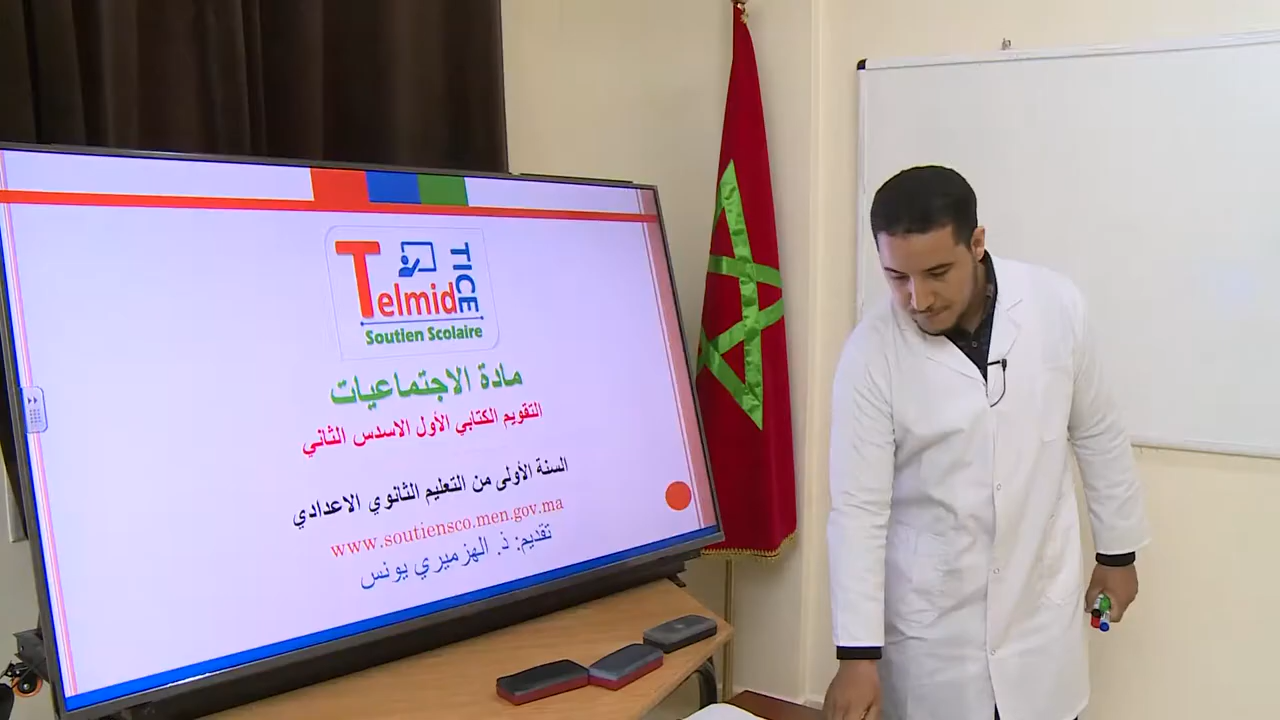 Telmid TICE
Soutien Scolaire
مادة الاجتماعيات
التقويم الكتابي الأول الاسدس الثاني
السنة الأولى من التعليم الثانوي الاعدادي
www.soutiensco.men.gov.ma
تقديم: ذ. الهزميري يونس